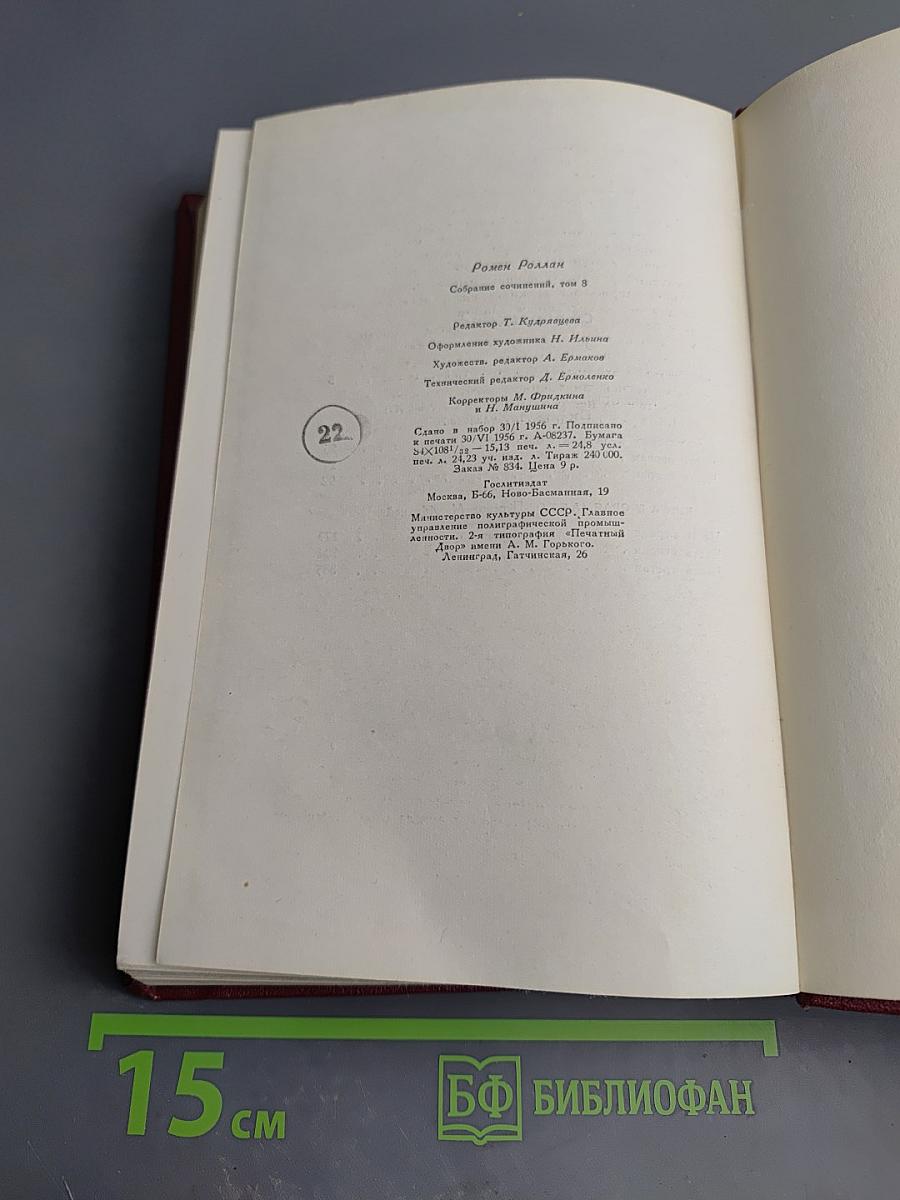 Ромен Роллан
Собрание сочинений, том 8
Редактор Т. Кудрявцева
Оформление художника Н. Ильина
Художеств. редактор А. Ермаков
Технический редактор Д. Ермоленко
Корректоры М. Фридкина
и Н. Манушина
22
Сдано в набор 30/I 1956 г. Подписано
к печати 30/VI 1956 г. А-08237. Бумага
84X108¹/₃₂ — 15,13 печ. л. = 24,8 усл.
печ. л. 24,23 уч. изд. л. Тираж 240 000.
Заказ № 834. Цена 9 р.
Гослитиздат
Москва, Б-66, Ново-Басманная, 19
Министерство культуры СССР. Главное
управление полиграфической промыш-
ленности. 2-я типография «Печатный
Двор» имени А. М. Горького.
Ленинград, Гатчинская, 26
15 см
БФ БИБЛИОФАН